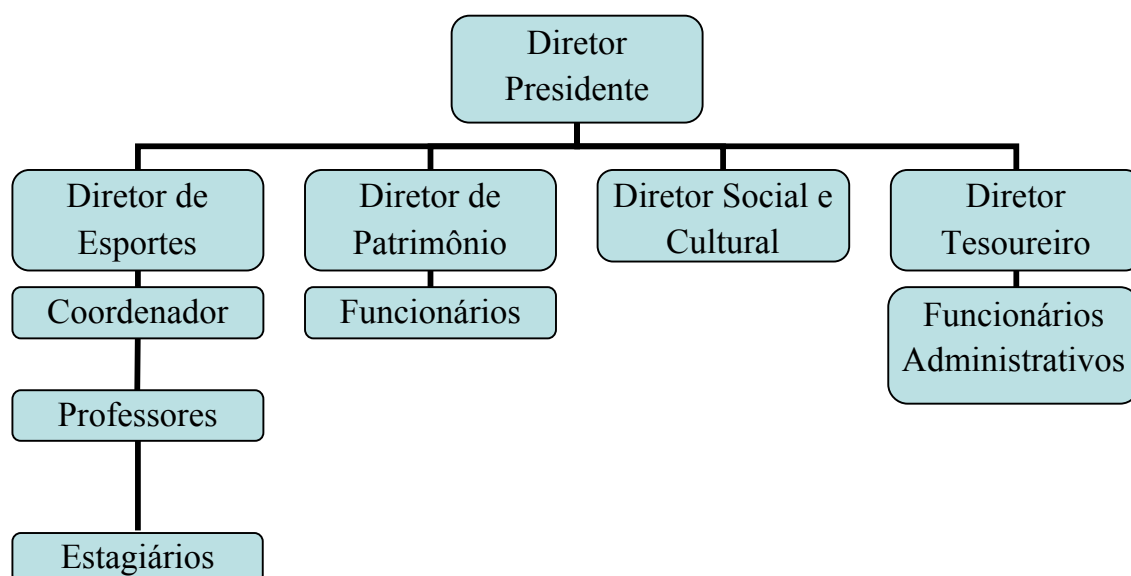 Diretor
Presidente
Diretor de
Esportes
Diretor de
Patrimônio
Diretor Social e
Cultural
Diretor
Tesoureiro
Coordenador
Funcionários
Funcionários
Administrativos
Professores
Estagiários